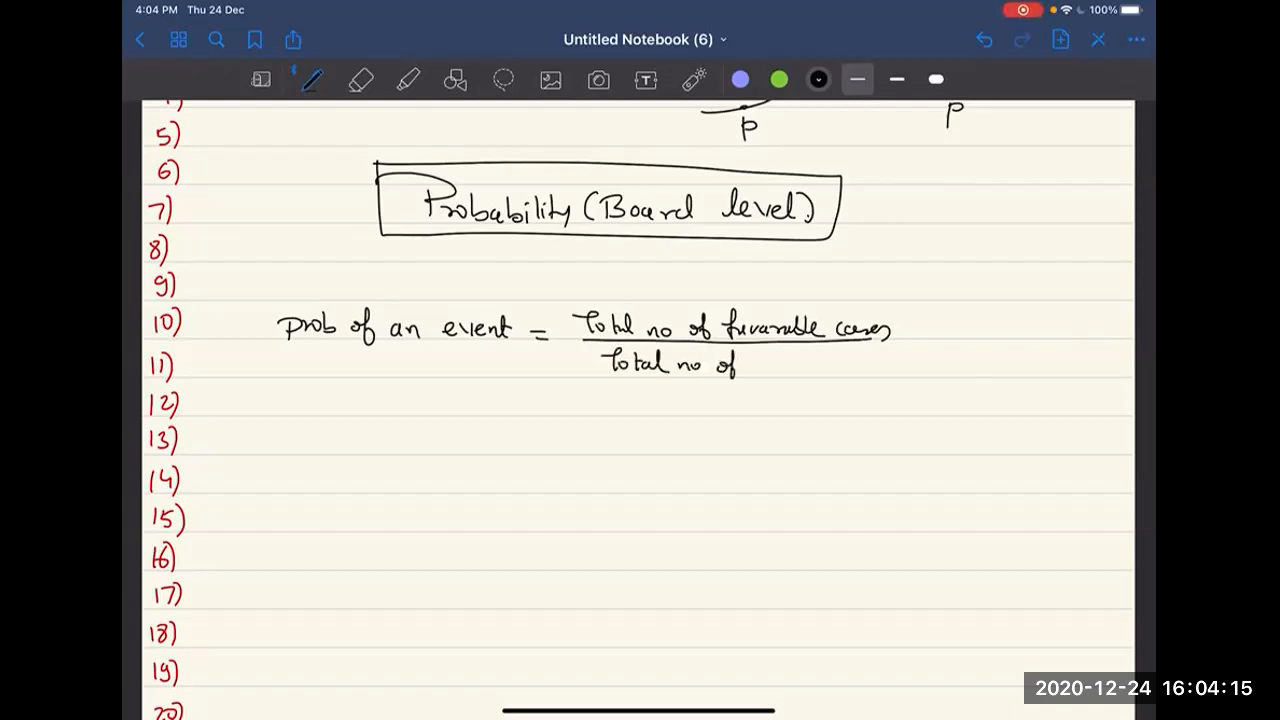 4:04 PM Thu 24 Dec
100%
Untitled Notebook (6)
T
5)
p
p
6)
Probability (Board level)
7)
8)
9)
10)
prob of an event = Total no of favarable cases
11)
Total no of
12)
13)
14)
15)
16)
17)
18)
19)
20)
2020-12-24 16:04:15